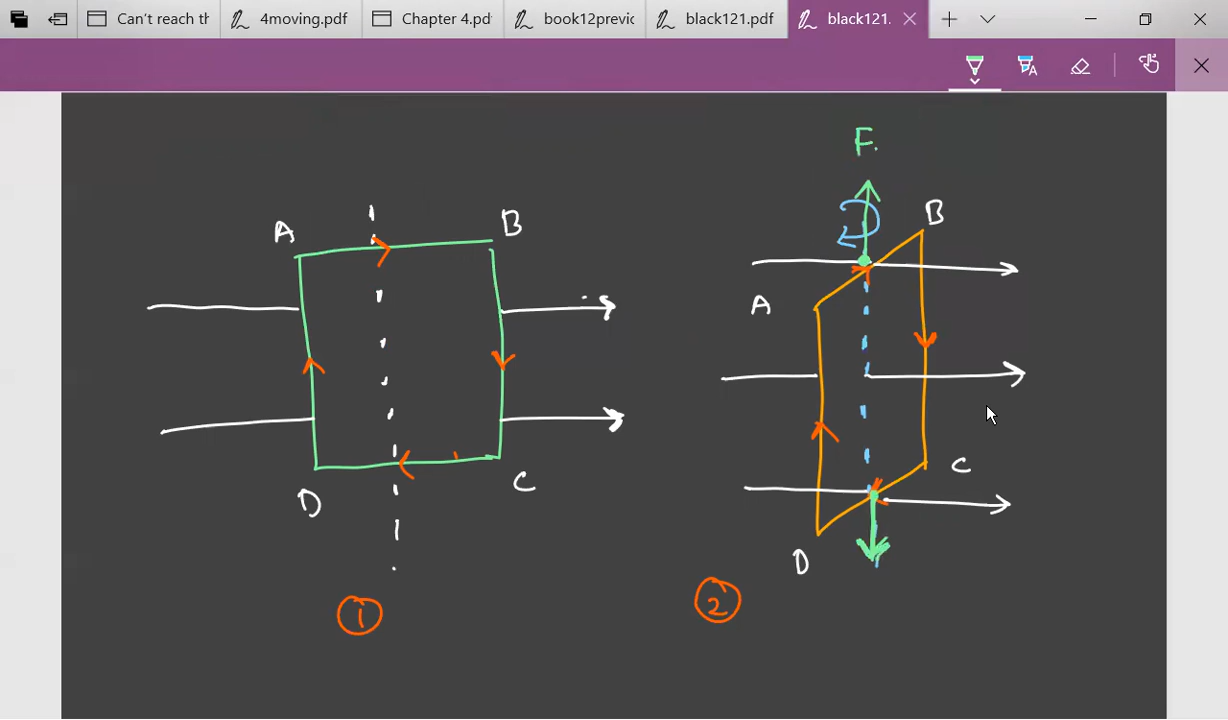 Can't reach th
4moving.pdf
Chapter 4.pd
book12previc
black121.pdf
black121.
F.
A
B
B
A
D
C
C
D
1
2